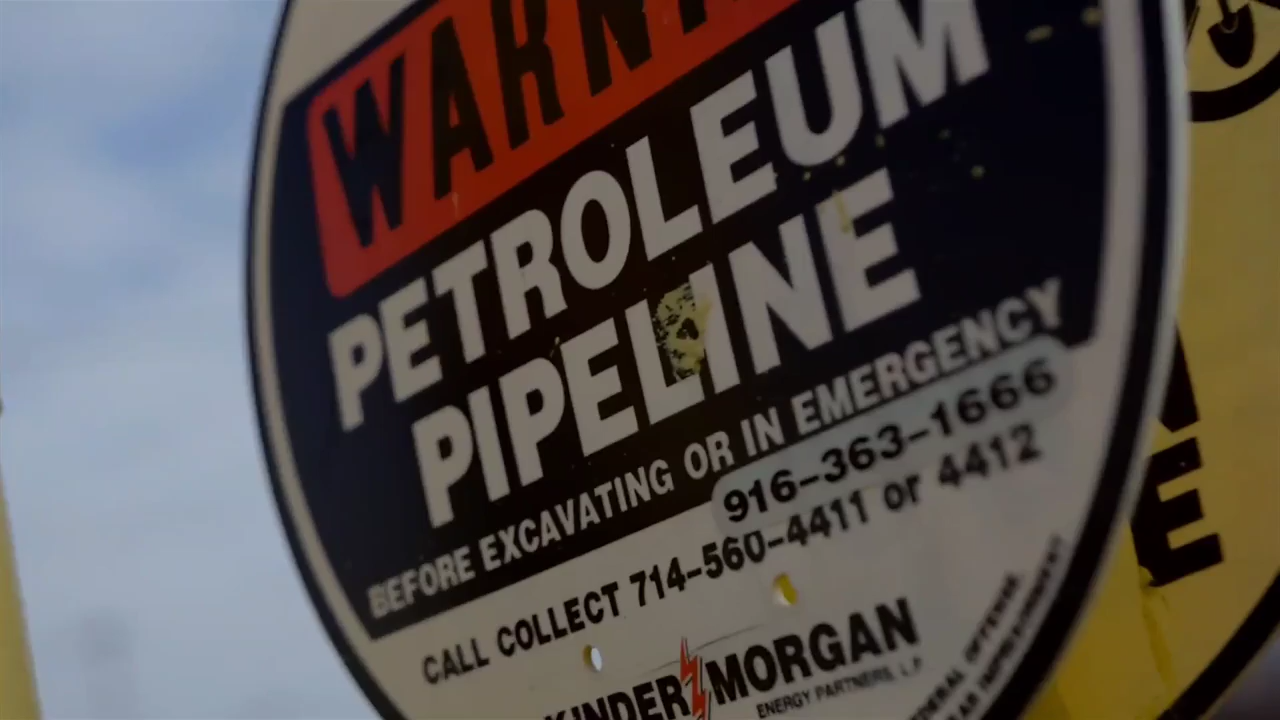 WARNI
PETROLEUM
PIPELINE
BEFORE EXCAVATING OR IN EMERGENCY
916-363-1666
CALL COLLECT 714-560-4411 or 4412
KINDER MORGAN
ENERGY PARTNERS, L.P.
E